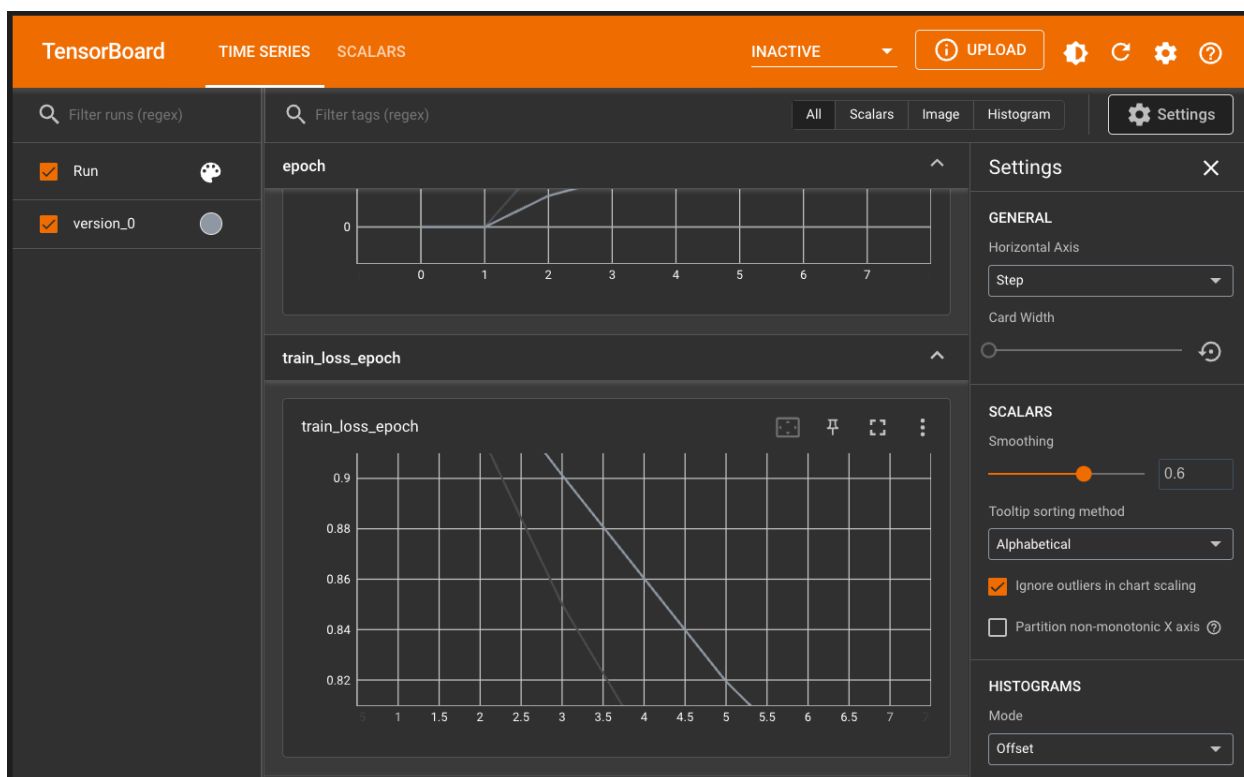 TensorBoard TIME SERIES SCALARS INACTIVE UPLOAD
Filter runs (regex)
Run
version_0
Filter tags (regex) All Scalars Image Histogram Settings
epoch
0
0 1 2 3 4 5 6 7
train_loss_epoch
train_loss_epoch
0.9
0.88
0.86
0.84
0.82
5 1 1.5 2 2.5 3 3.5 4 4.5 5 5.5 6 6.5 7 7
Settings
GENERAL
Horizontal Axis
Step
Card Width
SCALARS
Smoothing
0.6
Tooltip sorting method
Alphabetical
Ignore outliers in chart scaling
Partition non-monotonic X axis
HISTOGRAMS
Mode
Offset